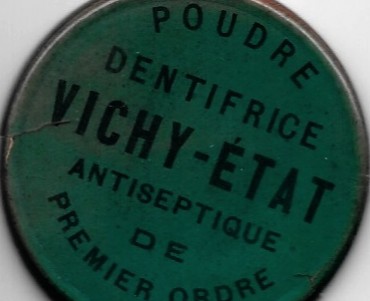 POUDRE
DENTIFRICE
VICHY-ÉTAT
ANTISEPTIQUE
DE
PREMIER ORDRE